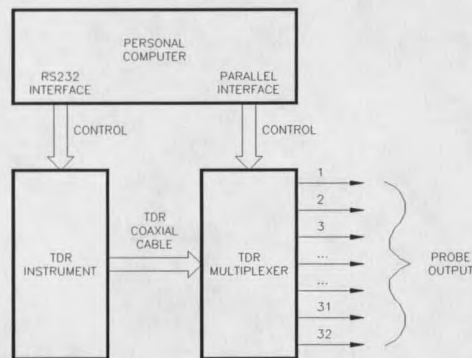 PERSONAL
COMPUTER
RS232
INTERFACE
PARALLEL
INTERFACE
CONTROL
CONTROL
TDR
INSTRUMENT
TDR
COAXIAL
CABLE
TDR
MULTIPLEXER
1
2
3
...
...
31
32
PROBE
OUTPUT